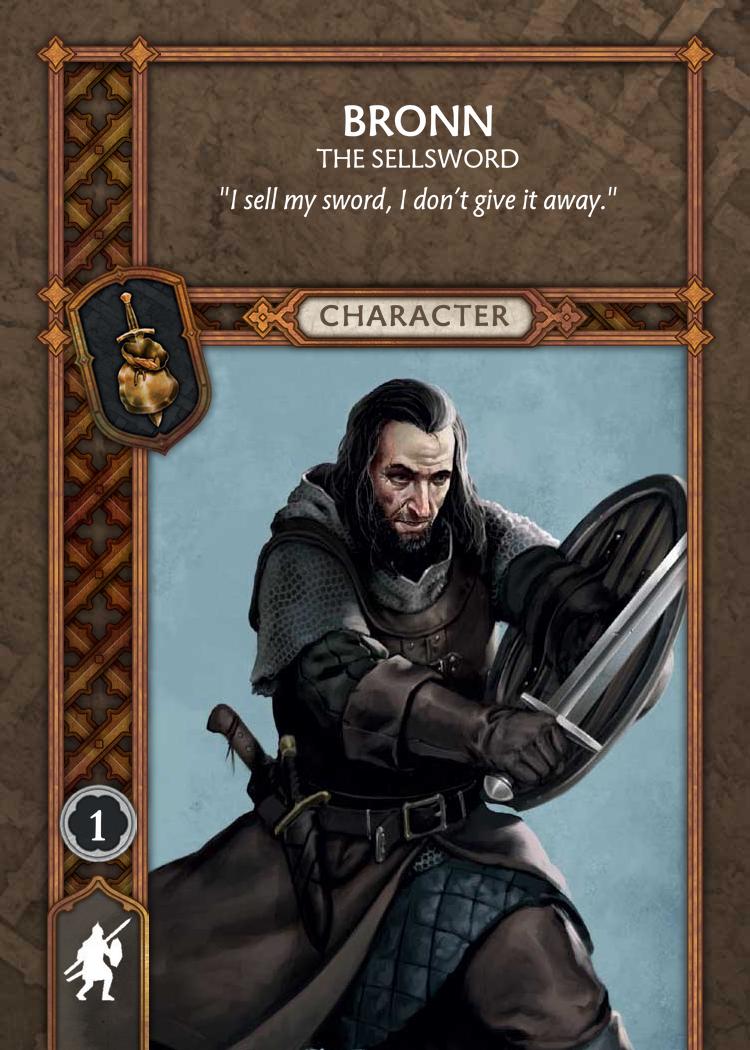 BRONN
THE SELLSWORD
"I sell my sword, I don't give it away."
CHARACTER
1